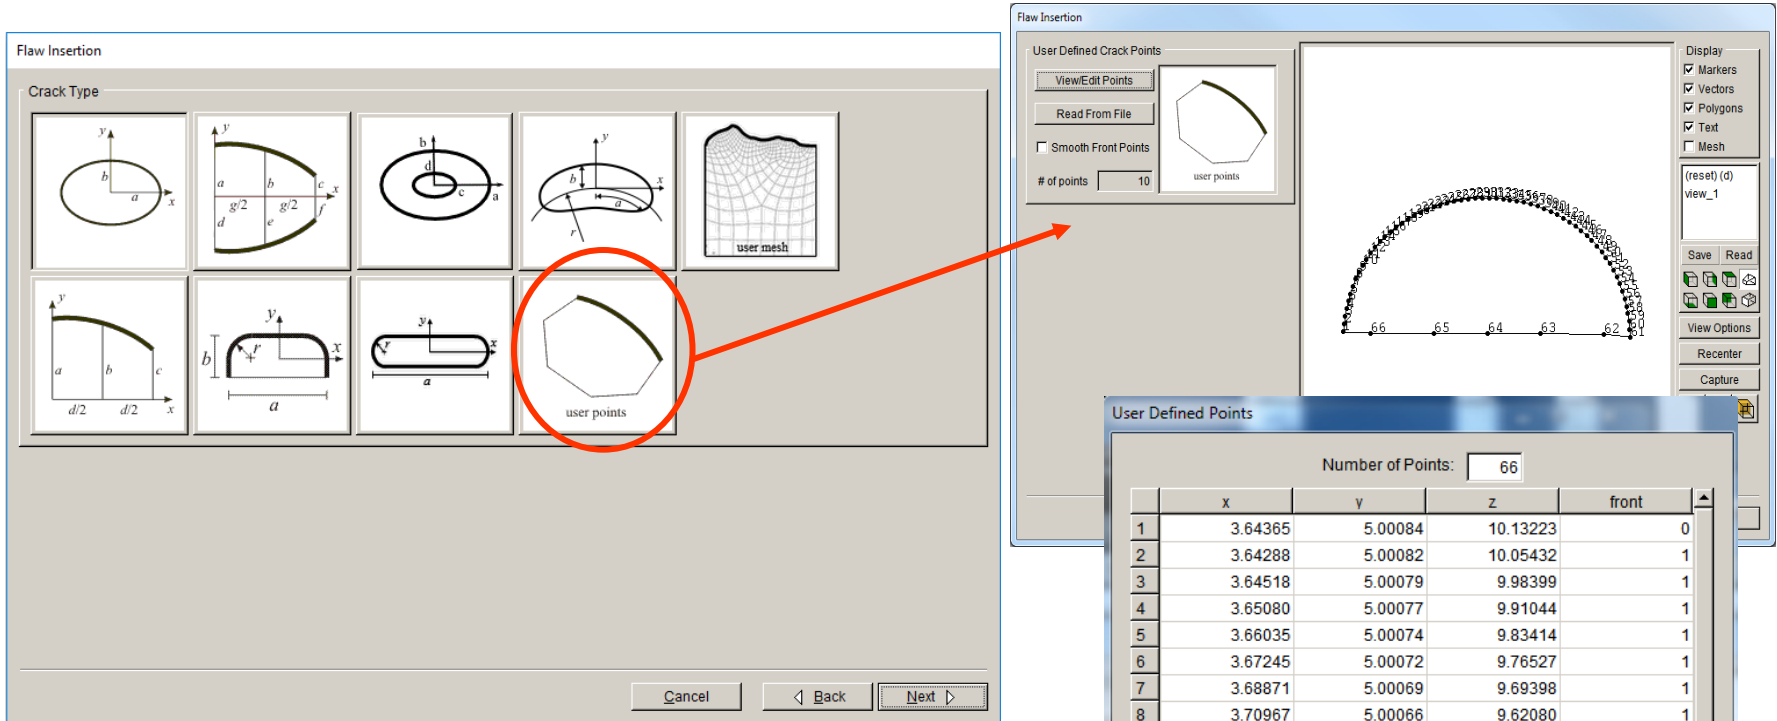 Flaw Insertion
Crack Type
y
b
a
x
y
a
b
c
x
g/2
g/2
d
e
f
b
d
c
a
y
b
x
a
r
user mesh
y
a
b
c
d/2
d/2
x
y
b
r
x
a
y
r
x
a
user points
Cancel
Back
Next
Flaw Insertion
User Defined Crack Points
View/Edit Points
Read From File
Smooth Front Points
# of points 10
user points
66 65 64 63 62 61
Display
Markers
Vectors
Polygons
Text
Mesh
(reset) (d)
view_1
Save Read
View Options
Recenter
Capture
User Defined Points
Number of Points: 66
x y z front
1 3.64365 5.00084 10.13223 0
2 3.64288 5.00082 10.05432 1
3 3.64518 5.00079 9.98399 1
4 3.65080 5.00077 9.91044 1
5 3.66035 5.00074 9.83414 1
6 3.67245 5.00072 9.76527 1
7 3.68871 5.00069 9.69398 1
8 3.70967 5.00066 9.62080 1